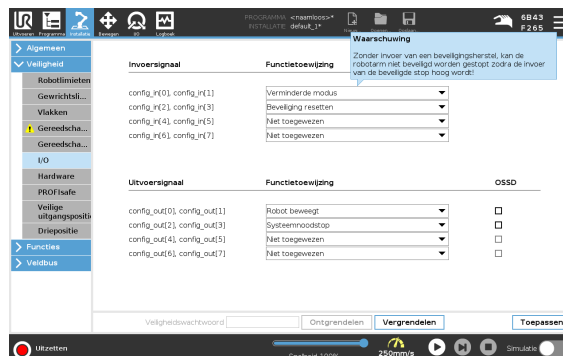 PROGRAMMA <naamloos>*
INSTALLATIE default_1*
6B43
F265
Uitvoeren Programma Installatie Bewegen I/O Logboek
Waarschuwing
Zonder invoer van een beveiligingsherstel, kan de
robotarm niet beveiligd worden gestopt zodra de invoer
van de beveiligde stop hoog wordt!
Algemeen
Veiligheid
Robotlimieten
Gewrichtsli...
Vlakken
Gereedscha...
Gereedscha...
I/O
Hardware
PROFIsafe
Veilige
uitgangspositi
Driepositie
Functies
Veldbus
Invoersignaal Functietoewijzing
config_in[0], config_in[1] Verminderde modus
config_in[2], config_in[3] Beveiliging resetten
config_in[4], config_in[5] Niet toegewezen
config_in[6], config_in[7] Niet toegewezen
Uitvoersignaal Functietoewijzing OSSD
config_out[0], config_out[1] Robot beweegt
config_out[2], config_out[3] Systeemnoodstop
config_out[4], config_out[5] Niet toegewezen
config_out[6], config_out[7] Niet toegewezen
Veiligheidswachtwoord Ontgrendelen Vergrendelen Toepassen
Uitzetten
Snelheid 100%
250mm/s
Simulatie